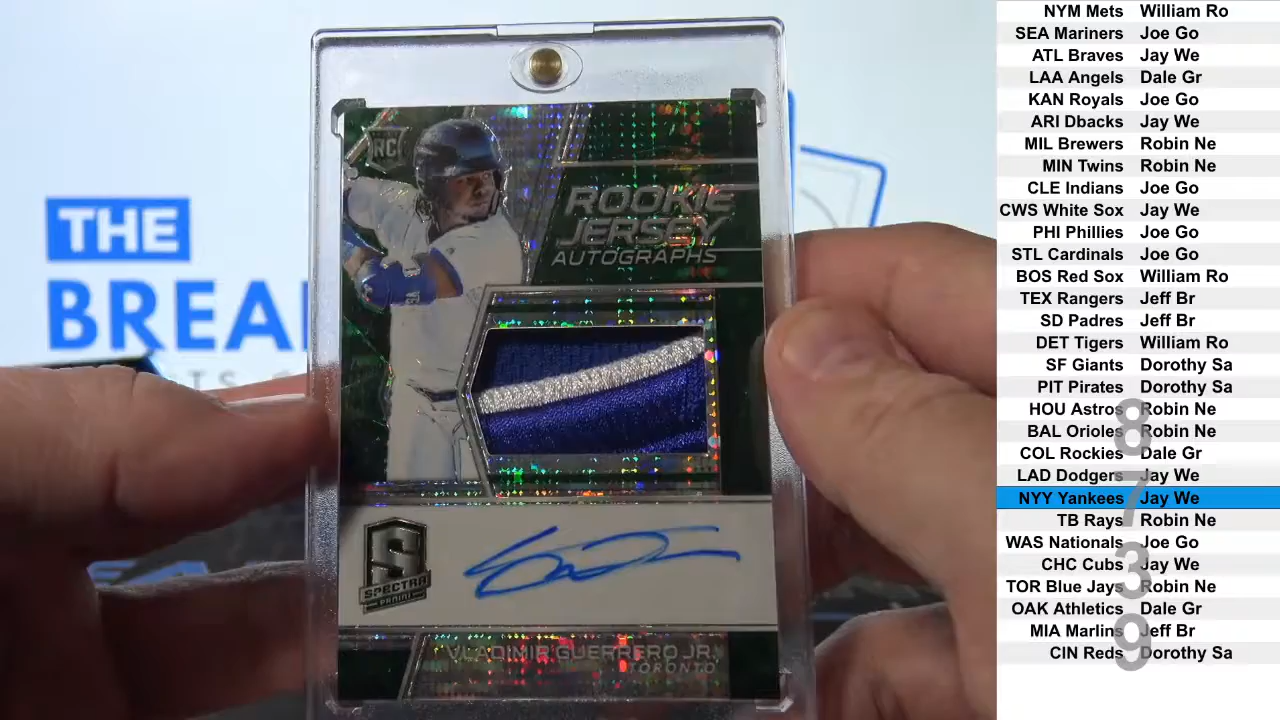 THE
BREA
RC
ROOKIE
JERSEY
AUTOGRAPHS
S
SPECTRA
PANINI
VLADIMIR GUERRERO JR.
TORONTO
NYM Mets William Ro
SEA Mariners Joe Go
ATL Braves Jay We
LAA Angels Dale Gr
KAN Royals Joe Go
ARI Dbacks Jay We
MIL Brewers Robin Ne
MIN Twins Robin Ne
CLE Indians Joe Go
CWS White Sox Jay We
PHI Phillies Joe Go
STL Cardinals Joe Go
BOS Red Sox William Ro
TEX Rangers Jeff Br
SD Padres Jeff Br
DET Tigers William Ro
SF Giants Dorothy Sa
PIT Pirates Dorothy Sa
HOU Astros Robin Ne
BAL Orioles Robin Ne
COL Rockies Dale Gr
LAD Dodgers Jay We
NYY Yankees Jay We
TB Rays Robin Ne
WAS Nationals Joe Go
CHC Cubs Jay We
TOR Blue Jays Robin Ne
OAK Athletics Dale Gr
MIA Marlins Jeff Br
CIN Reds Dorothy Sa
8
7
3
9